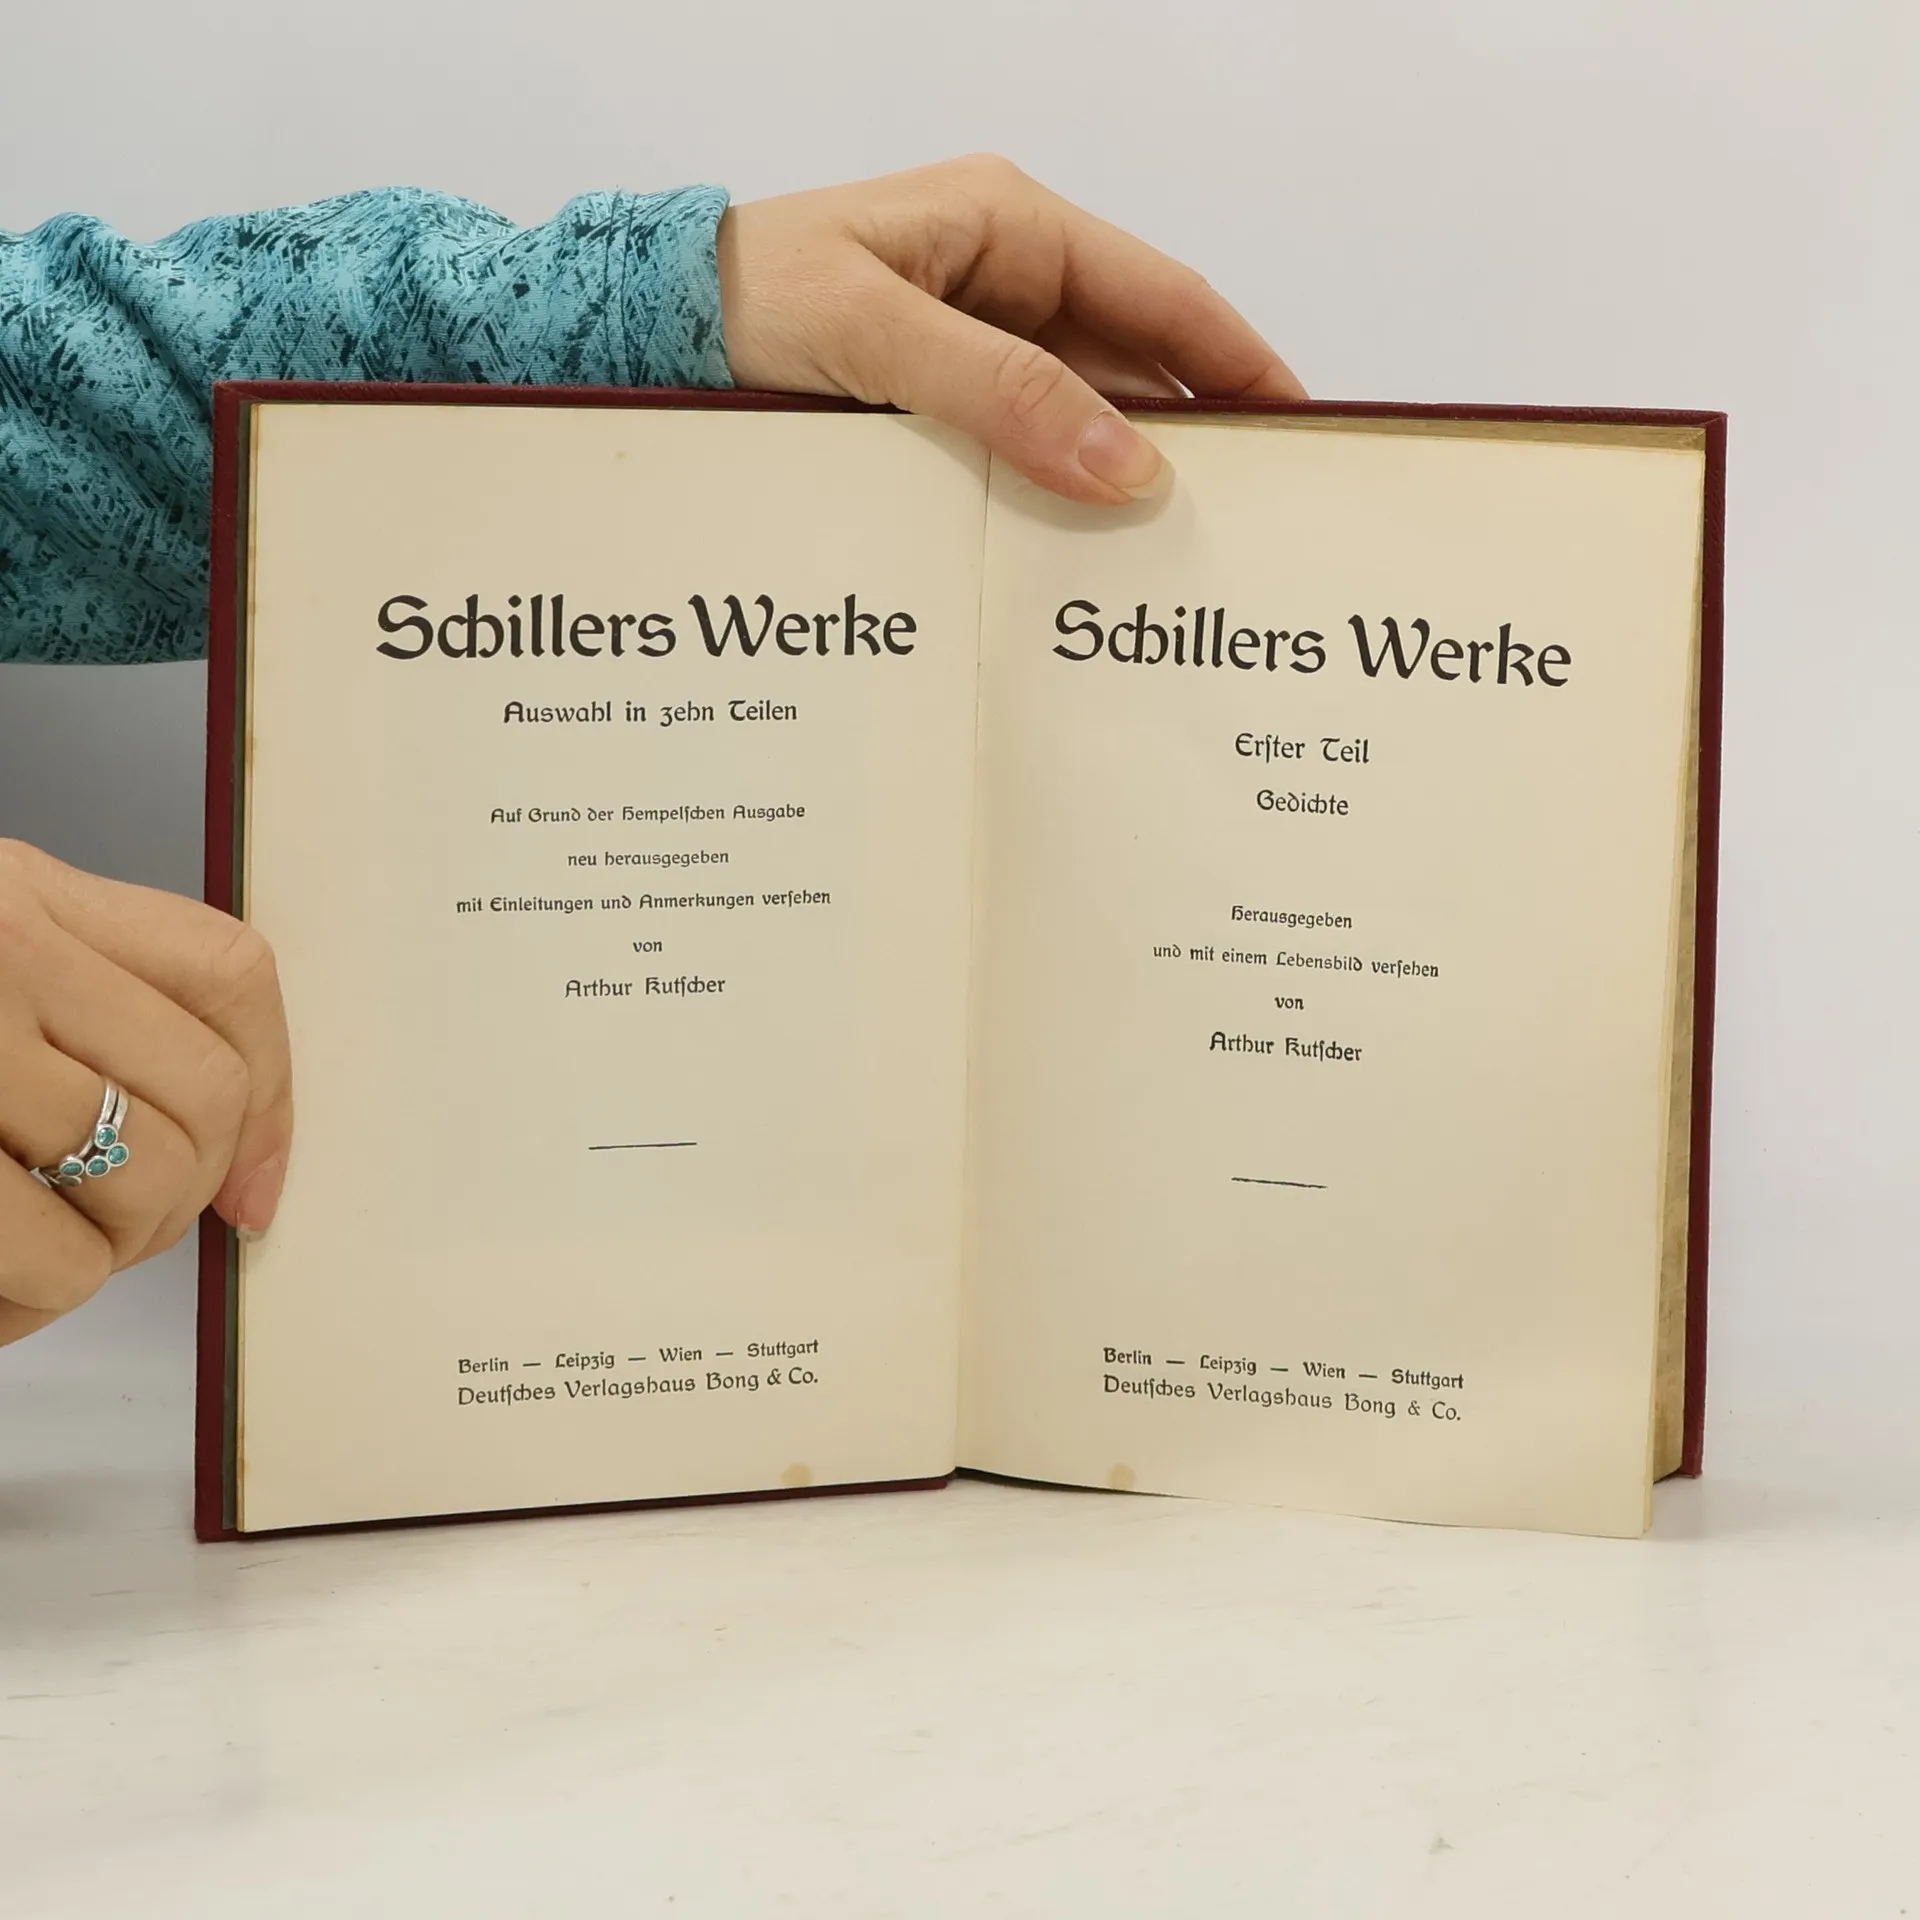 Schillers Werke
Auswahl in zehn Teilen
Auf Grund der Hempelſchen Ausgabe
neu herausgegeben
mit Einleitungen und Anmerkungen verſehen
von
Arthur Kutſcher
Berlin — Leipzig — Wien — Stuttgart
Deutſches Verlagshaus Bong & Co.
Schillers Werke
Erſter Teil
Gedichte
Herausgegeben
und mit einem Lebensbild verſehen
von
Arthur Kutſcher
Berlin — Leipzig — Wien — Stuttgart
Deutſches Verlagshaus Bong & Co.